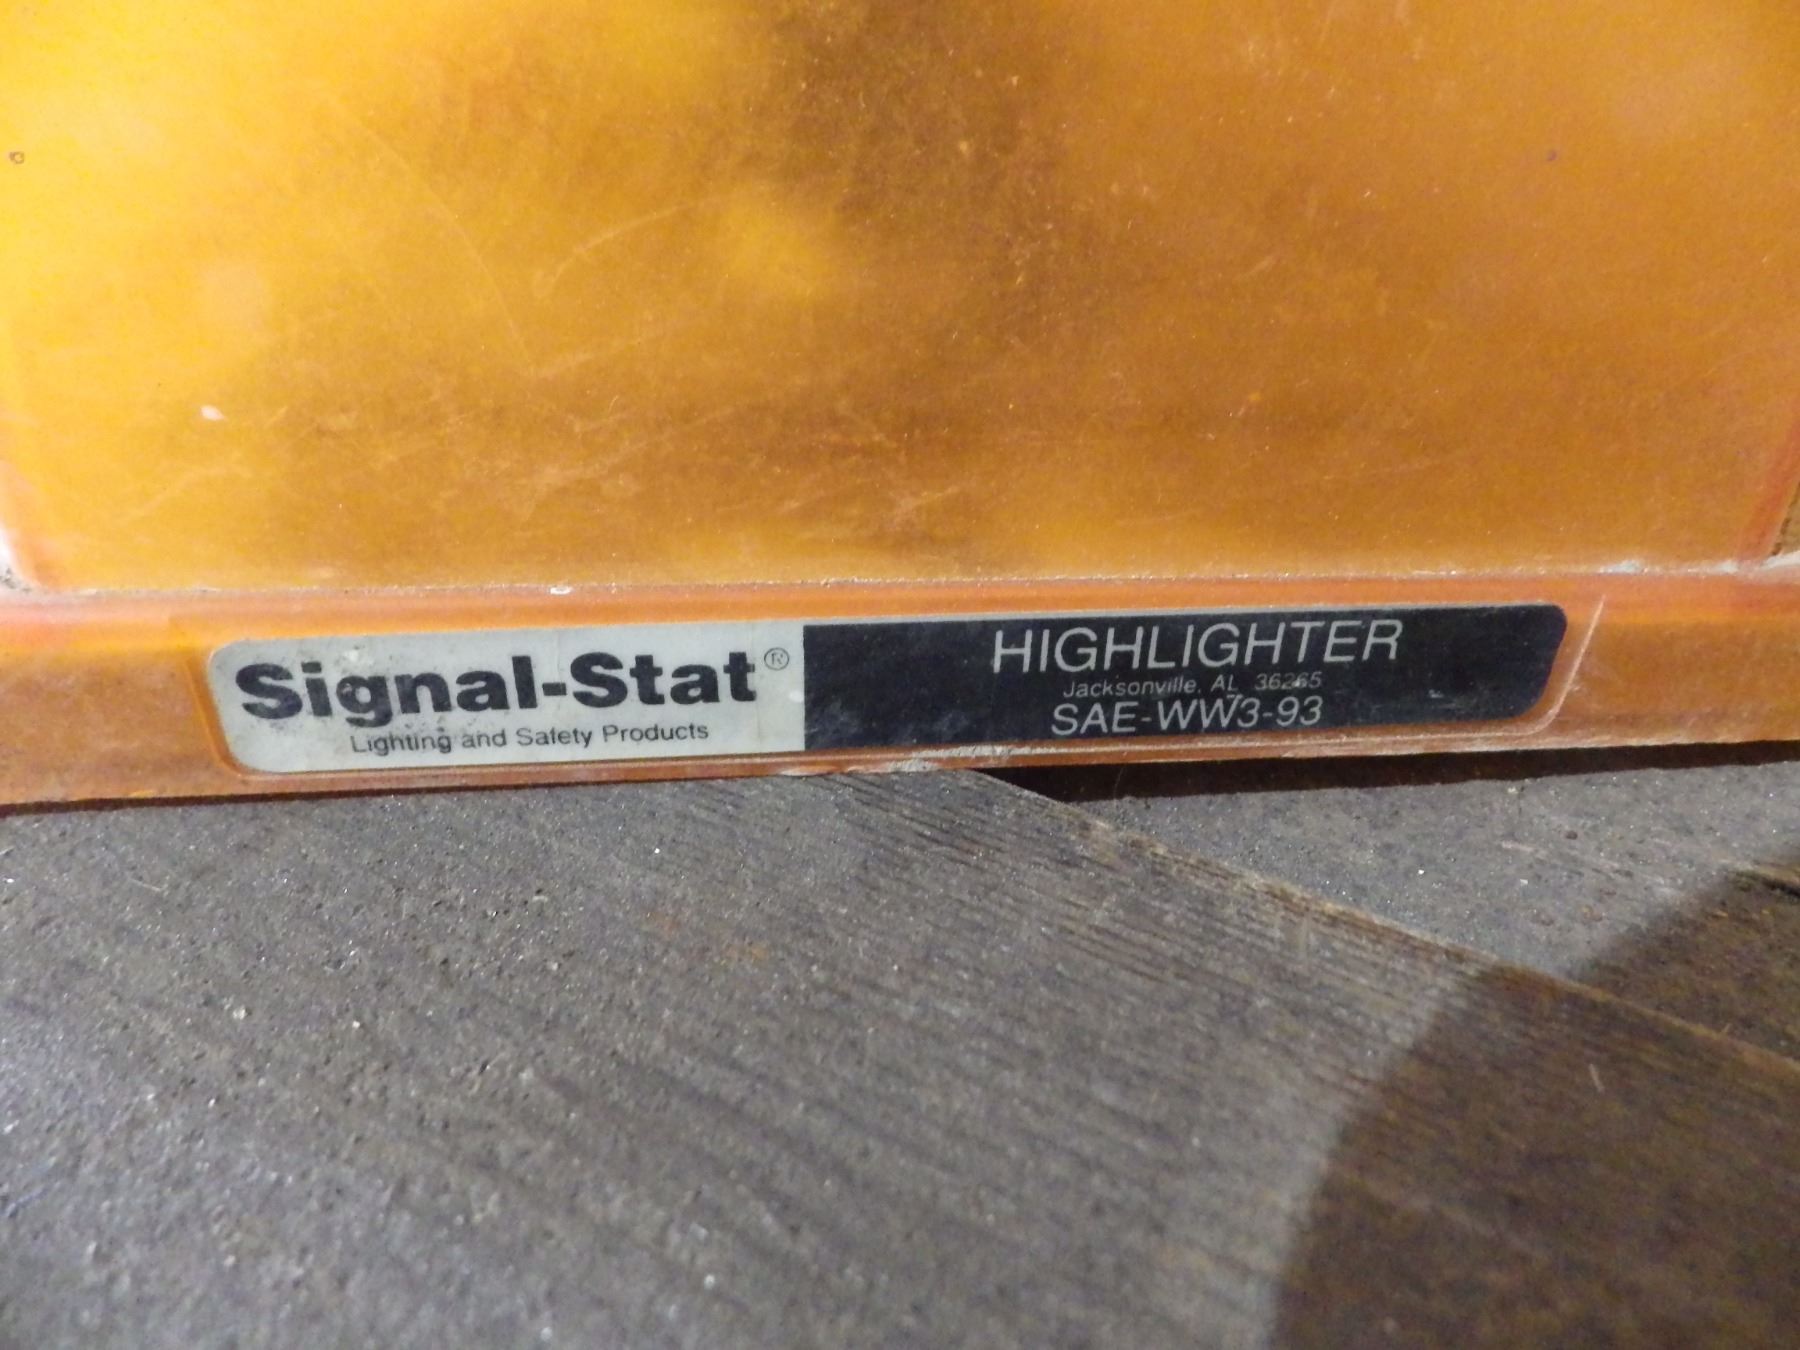 Signal-Stat®
Lighting and Safety Products
HIGHLIGHTER
Jacksonville, AL 36265
SAE-WW3-93